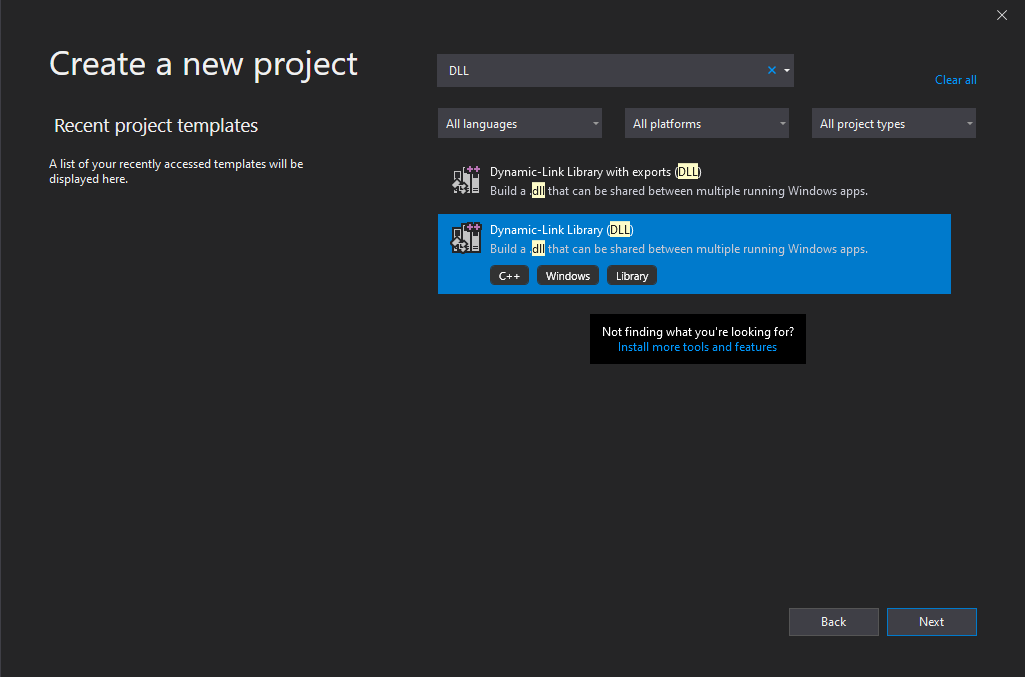 Create a new project
Recent project templates
A list of your recently accessed templates will be
displayed here.
DLL
Clear all
All languages
All platforms
All project types
Dynamic-Link Library with exports (DLL)
Build a .dll that can be shared between multiple running Windows apps.
Dynamic-Link Library (DLL)
Build a .dll that can be shared between multiple running Windows apps.
C++ Windows Library
Not finding what you're looking for?
Install more tools and features
Back
Next